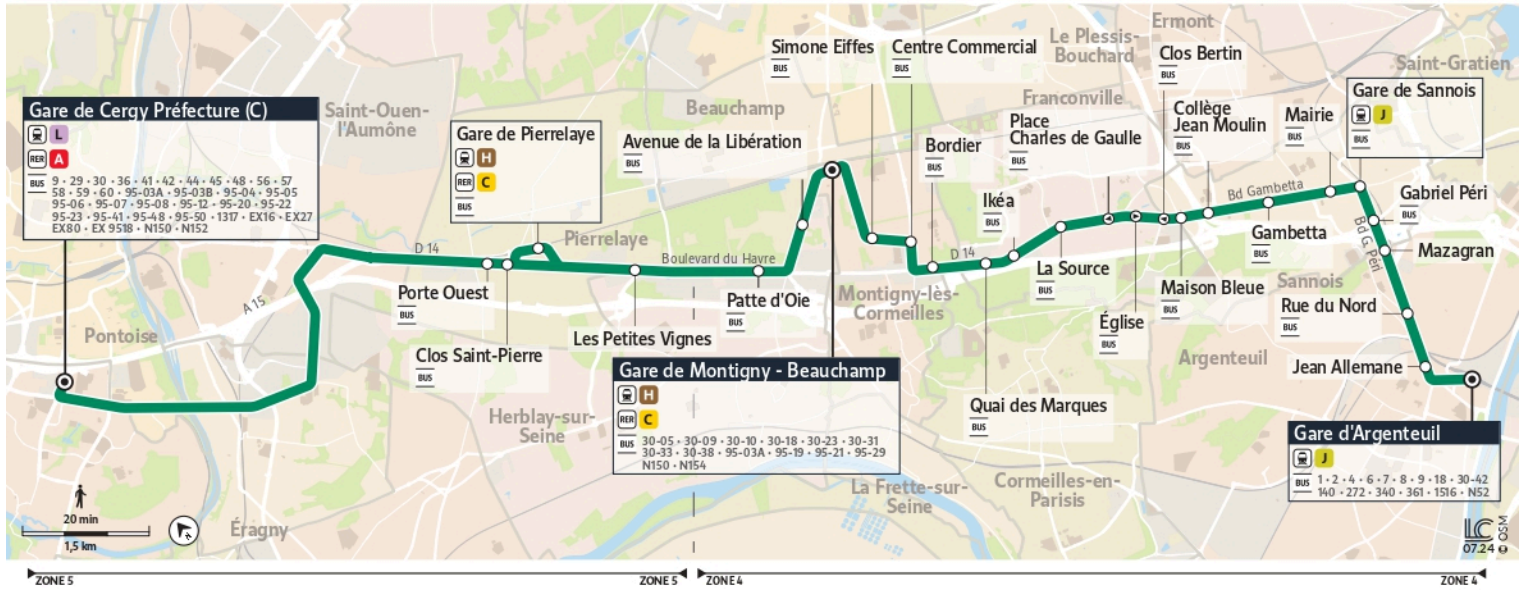 Gare de Cergy Préfecture (C)
L
RER A
BUS 9 · 29 · 30 · 36 · 41 · 42 · 44 · 45 · 48 · 56 · 57
58 · 59 · 60 · 95-03A · 95-03B · 95-04 · 95-05
95-06 · 95-07 · 95-08 · 95-12 · 95-20 · 95-22
95-23 · 95-41 · 95-48 · 95-50 · 1317 · EX16 · EX27
EX80 · EX 9518 · N150 · N152
Saint-Ouen-
l'Aumône
Gare de Pierrelaye
H
RER C
BUS
Pierrelaye
D 14
A 15
Pontoise
Porte Ouest
BUS
Clos Saint-Pierre
BUS
Les Petites Vignes
Boulevard du Havre
Patte d'Oie
BUS
Avenue de la Libération
BUS
Beauchamp
Gare de Montigny - Beauchamp
H
RER C
BUS 30-05 · 30-09 · 30-10 · 30-18 · 30-23 · 30-31
30-33 · 30-38 · 95-03A · 95-19 · 95-21 · 95-29
N150 · N154
Simone Eiffes
BUS
Centre Commercial
BUS
Bordier
BUS
D 14
Montigny-lès-
Cormeilles
Quai des Marques
BUS
Ikéa
BUS
La Source
BUS
Franconville
Place
Charles de Gaulle
BUS
Le Plessis-
Bouchard
Ermont
Église
BUS
Clos Bertin
BUS
Maison Bleue
BUS
Collège
Jean Moulin
BUS
Bd Gambetta
Gambetta
BUS
Mairie
BUS
Saint-Gratien
Gare de Sannois
J
BUS
Gabriel Péri
BUS
Bd G. Péri
Mazagran
Sannois
Rue du Nord
BUS
Argenteuil
Jean Allemane
Gare d'Argenteuil
J
BUS 1 · 2 · 4 · 6 · 7 · 8 · 9 · 18 · 30-42
140 · 272 · 340 · 361 · 1516 · N52
Herblay-sur-
Seine
La Frette-sur-
Seine
Cormeilles-en-
Parisis
Éragny
20 min
1,5 km
LC
07.24 © OSM
ZONE 5
ZONE 5
ZONE 4
ZONE 4